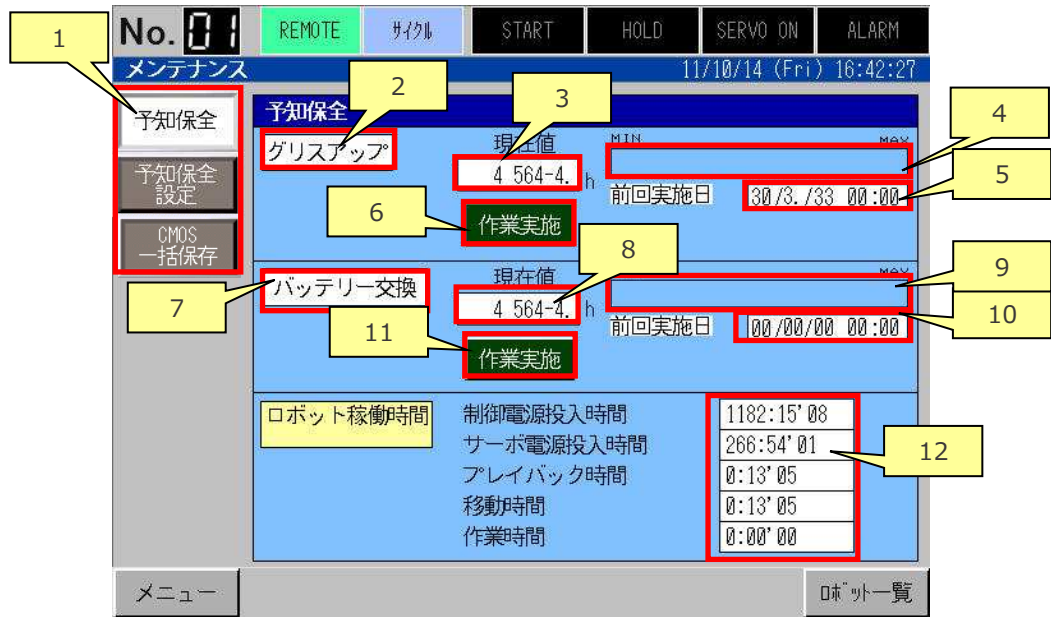 No. 01 REMOTE サイクル START HOLD SERVO ON ALARM
メンテナンス 11/10/14 (Fri) 16:42:27
1
2
3
4
5
6
7
8
9
10
11
12
予知保全
予知保全
設定
CMOS
一括保存
予知保全
グリスアップ 現在値 MIN MAX
4 564-4. h
前回実施日 30/3./33 00:00
作業実施
バッテリー交換 現在値 MAX
4 564-4. h
前回実施日 00/00/00 00:00
作業実施
ロボット稼働時間
制御電源投入時間 1182:15'08
サーボ電源投入時間 266:54'01
プレイバック時間 0:13'05
移動時間 0:13'05
作業時間 0:00'00
メニュー ロボット一覧